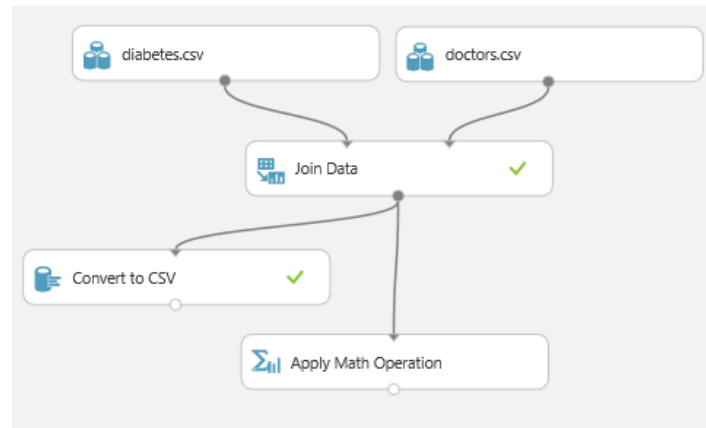 diabetes.csv
doctors.csv
Join Data
Convert to CSV
Apply Math Operation